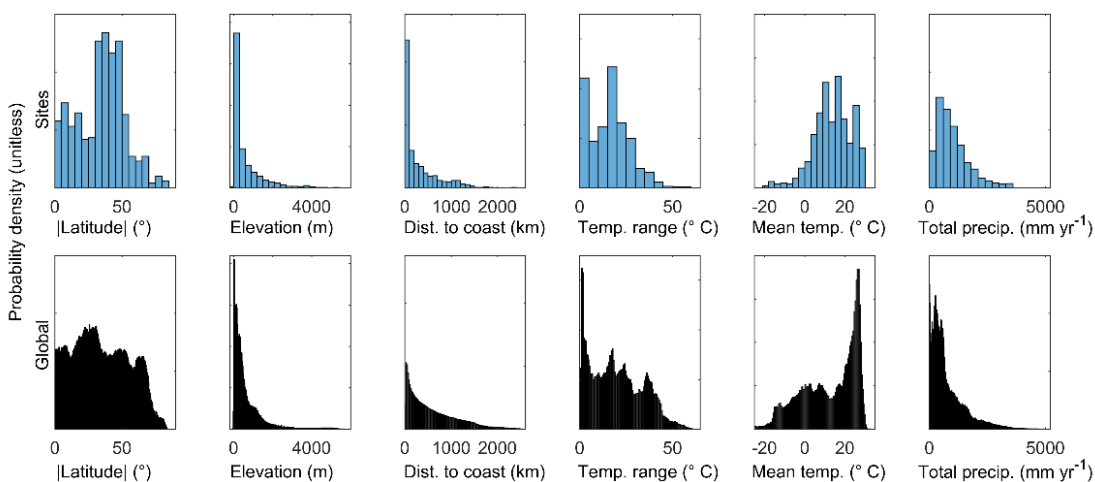 Probability density (unitless)
Sites
0 50
|Latitude| (°)
0 4000
Elevation (m)
0 1000 2000
Dist. to coast (km)
0 50
Temp. range (° C)
-20 0 20
Mean temp. (° C)
0 5000
Total precip. (mm yr⁻¹)
Global
0 50
|Latitude| (°)
0 4000
Elevation (m)
0 1000 2000
Dist. to coast (km)
0 50
Temp. range (° C)
-20 0 20
Mean temp. (° C)
0 5000
Total precip. (mm yr⁻¹)